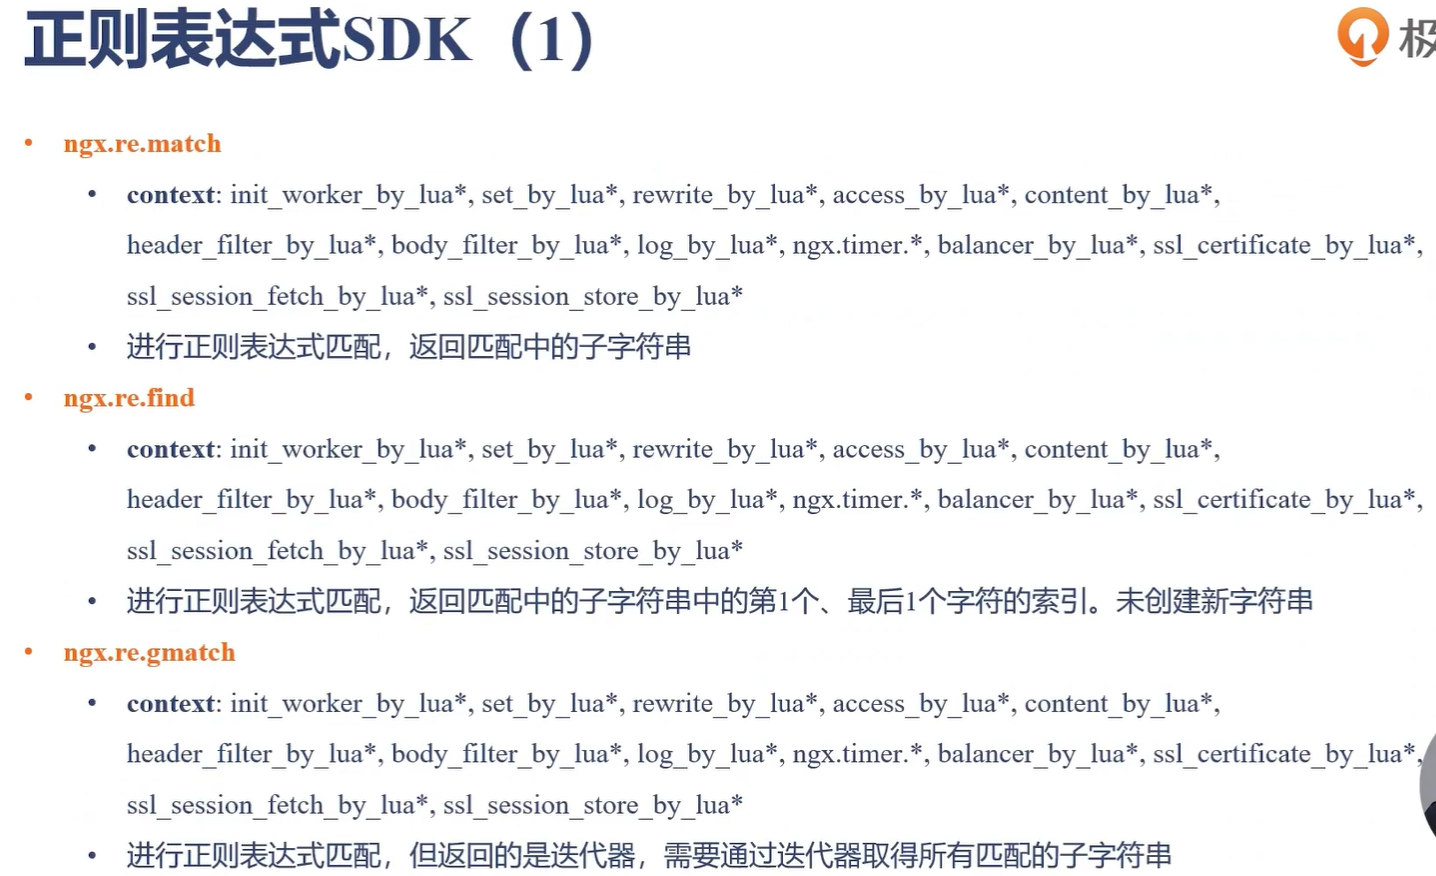 正则表达式SDK（1）
极
• ngx.re.match
• context: init_worker_by_lua*, set_by_lua*, rewrite_by_lua*, access_by_lua*, content_by_lua*,
header_filter_by_lua*, body_filter_by_lua*, log_by_lua*, ngx.timer.*, balancer_by_lua*, ssl_certificate_by_lua*,
ssl_session_fetch_by_lua*, ssl_session_store_by_lua*
• 进行正则表达式匹配，返回匹配中的子字符串
• ngx.re.find
• context: init_worker_by_lua*, set_by_lua*, rewrite_by_lua*, access_by_lua*, content_by_lua*,
header_filter_by_lua*, body_filter_by_lua*, log_by_lua*, ngx.timer.*, balancer_by_lua*, ssl_certificate_by_lua*,
ssl_session_fetch_by_lua*, ssl_session_store_by_lua*
• 进行正则表达式匹配，返回匹配中的子字符串中的第1个、最后1个字符的索引。未创建新字符串
• ngx.re.gmatch
• context: init_worker_by_lua*, set_by_lua*, rewrite_by_lua*, access_by_lua*, content_by_lua*,
header_filter_by_lua*, body_filter_by_lua*, log_by_lua*, ngx.timer.*, balancer_by_lua*, ssl_certificate_by_lua*,
ssl_session_fetch_by_lua*, ssl_session_store_by_lua*
• 进行正则表达式匹配，但返回的是迭代器，需要通过迭代器取得所有匹配的子字符串